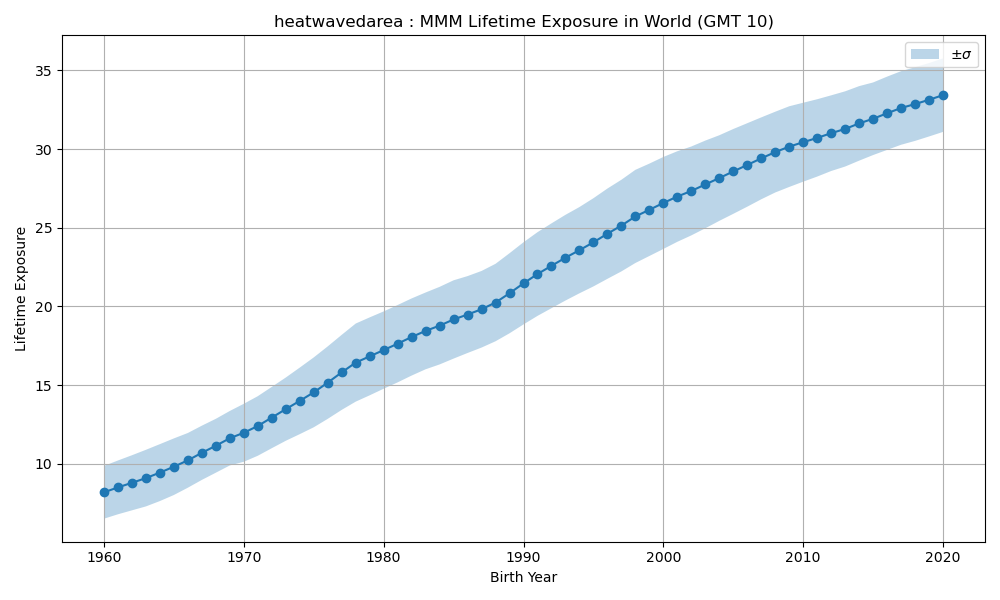 heatwavedarea : MMM Lifetime Exposure in World (GMT 10)
±σ
Lifetime Exposure
35
30
25
20
15
10
1960 1970 1980 1990 2000 2010 2020
Birth Year